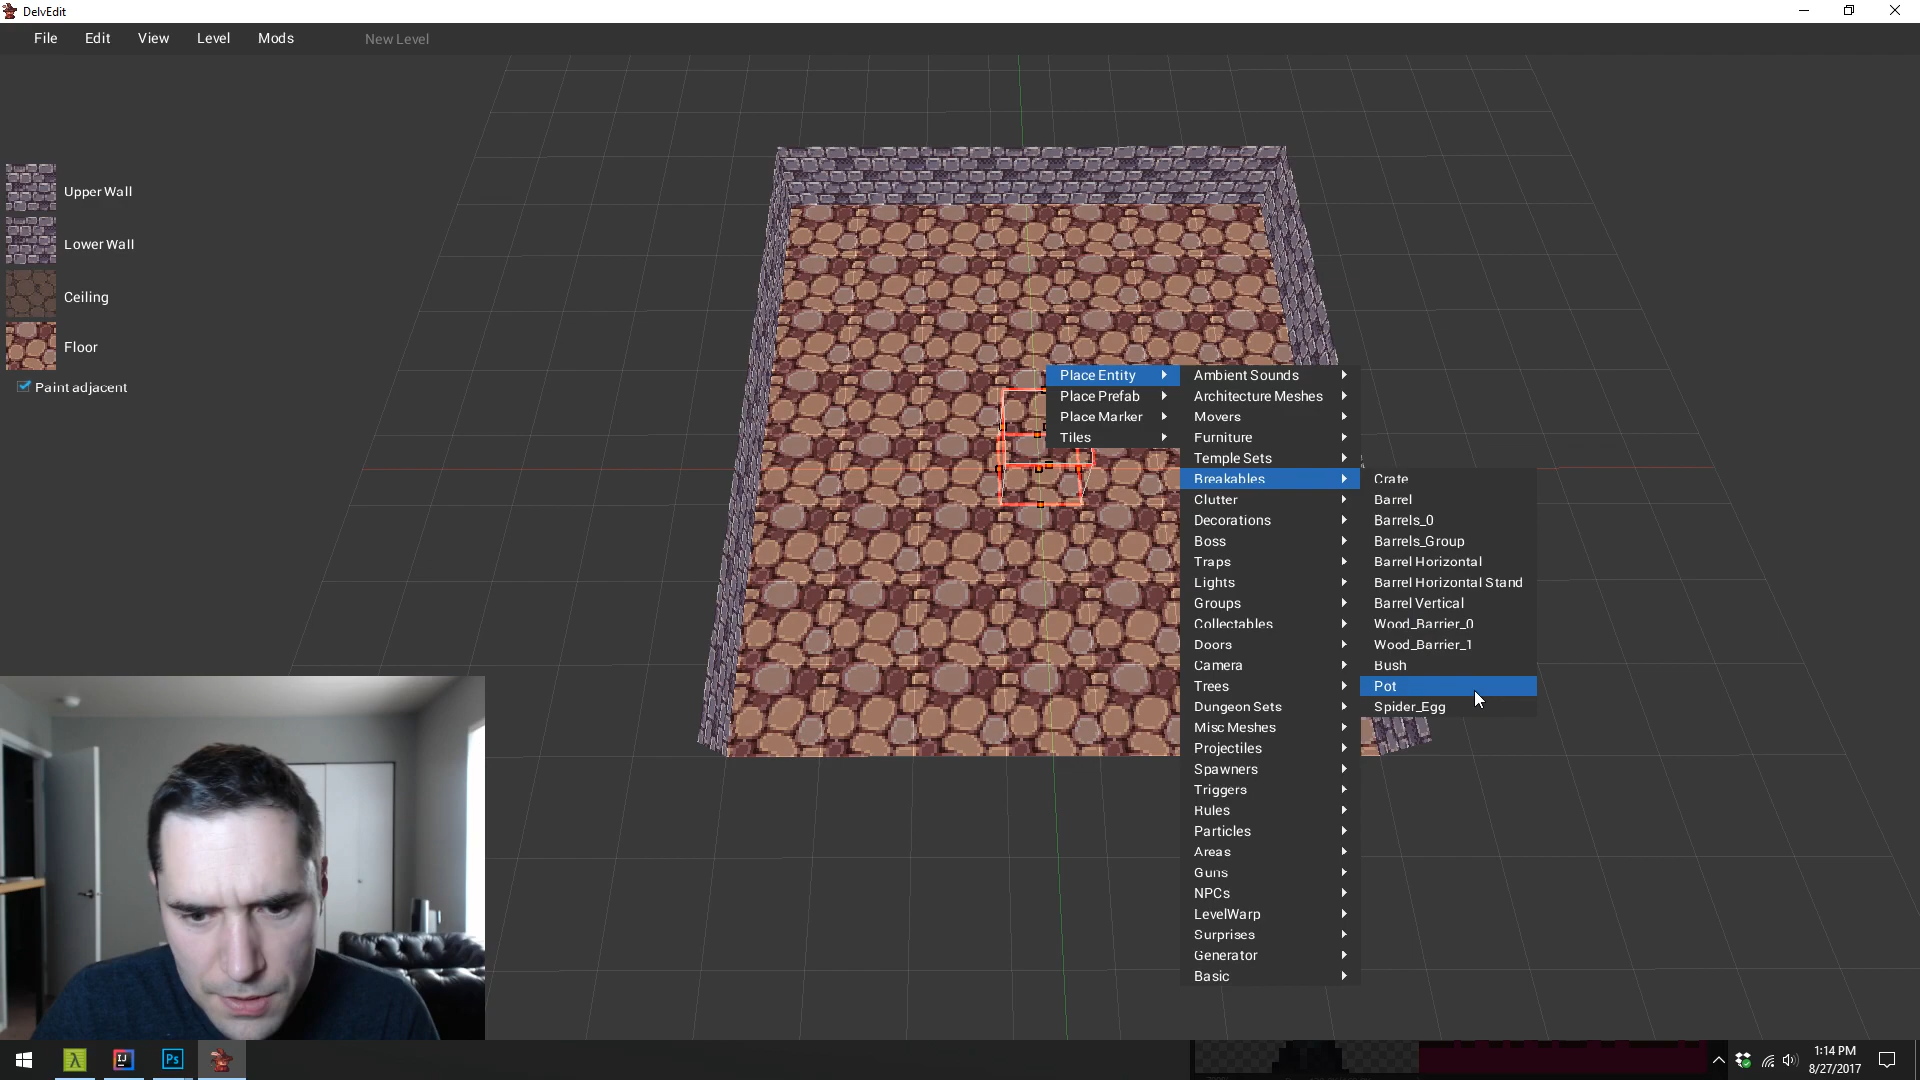 DelvEdit
File Edit View Level Mods New Level
Upper Wall
Lower Wall
Ceiling
Floor
Paint adjacent
Place Entity
Place Prefab
Place Marker
Tiles
Ambient Sounds
Architecture Meshes
Movers
Furniture
Temple Sets
Breakables
Clutter
Decorations
Boss
Traps
Lights
Groups
Collectables
Doors
Camera
Trees
Dungeon Sets
Misc Meshes
Projectiles
Spawners
Triggers
Rules
Particles
Areas
Guns
NPCs
LevelWarp
Surprises
Generator
Basic
Crate
Barrel
Barrels_0
Barrels_Group
Barrel Horizontal
Barrel Horizontal Stand
Barrel Vertical
Wood_Barrier_0
Wood_Barrier_1
Bush
Pot
Spider_Egg
λ
IJ
Ps
1:14 PM
8/27/2017